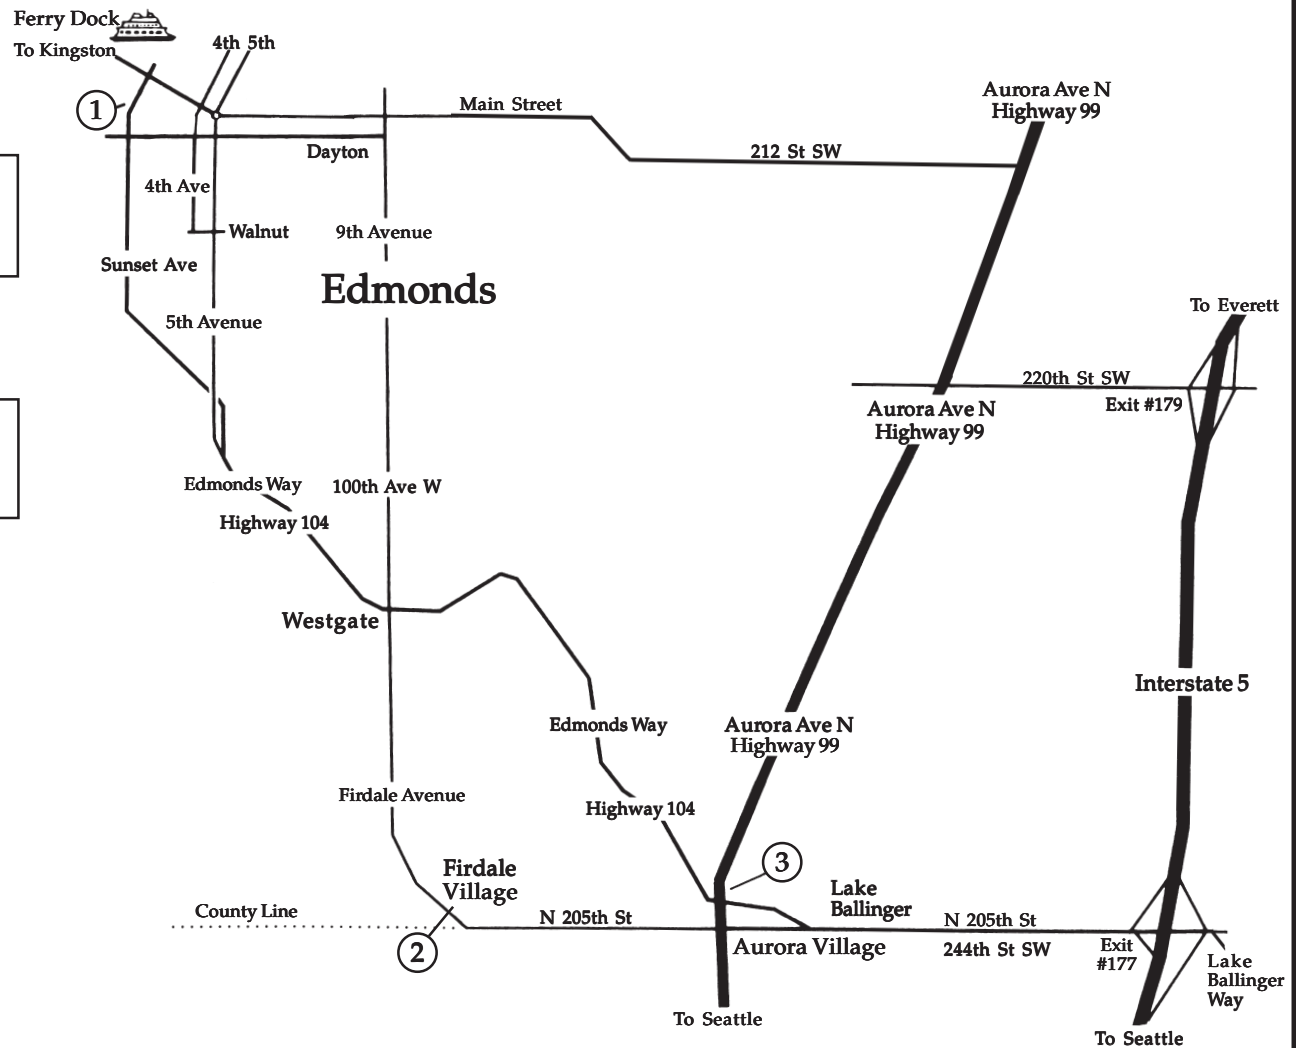 Ferry Dock
To Kingston
4th 5th
1
Main Street
Aurora Ave N
Highway 99
Dayton
212 St SW
4th Ave
Walnut
9th Avenue
Sunset Ave
Edmonds
To Everett
5th Avenue
220th St SW
Exit #179
Aurora Ave N
Highway 99
Edmonds Way
100th Ave W
Highway 104
Westgate
Interstate 5
Edmonds Way
Aurora Ave N
Highway 99
Firdale Avenue
Highway 104
3
Firdale
Village
Lake
Ballinger
County Line
N 205th St
N 205th St
2
Aurora Village
244th St SW
Exit
#177
Lake
Ballinger
Way
To Seattle
To Seattle